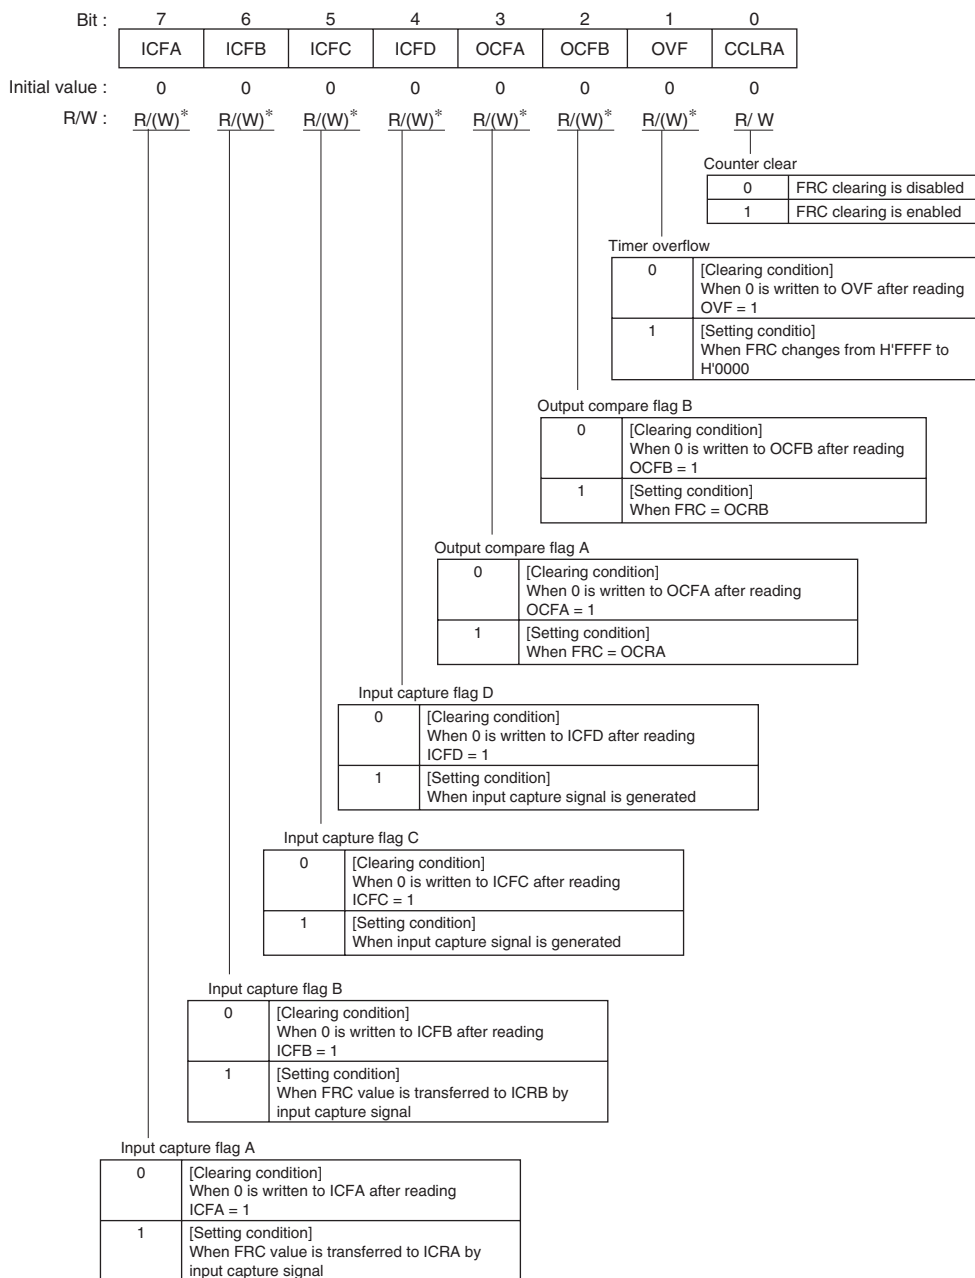 Bit : 7 6 5 4 3 2 1 0
ICFA ICFB ICFC ICFD OCFA OCFB OVF CCLRA
Initial value : 0 0 0 0 0 0 0 0
R/W : R/(W)* R/(W)* R/(W)* R/(W)* R/(W)* R/(W)* R/(W)* R/ W
Counter clear
0 FRC clearing is disabled
1 FRC clearing is enabled
Timer overflow
0 [Clearing condition]
When 0 is written to OVF after reading
OVF = 1
1 [Setting conditio]
When FRC changes from H'FFFF to
H'0000
Output compare flag B
0 [Clearing condition]
When 0 is written to OCFB after reading
OCFB = 1
1 [Setting condition]
When FRC = OCRB
Output compare flag A
0 [Clearing condition]
When 0 is written to OCFA after reading
OCFA = 1
1 [Setting condition]
When FRC = OCRA
Input capture flag D
0 [Clearing condition]
When 0 is written to ICFD after reading
ICFD = 1
1 [Setting condition]
When input capture signal is generated
Input capture flag C
0 [Clearing condition]
When 0 is written to ICFC after reading
ICFC = 1
1 [Setting condition]
When input capture signal is generated
Input capture flag B
0 [Clearing condition]
When 0 is written to ICFB after reading
ICFB = 1
1 [Setting condition]
When FRC value is transferred to ICRB by
input capture signal
Input capture flag A
0 [Clearing condition]
When 0 is written to ICFA after reading
ICFA = 1
1 [Setting condition]
When FRC value is transferred to ICRA by
input capture signal